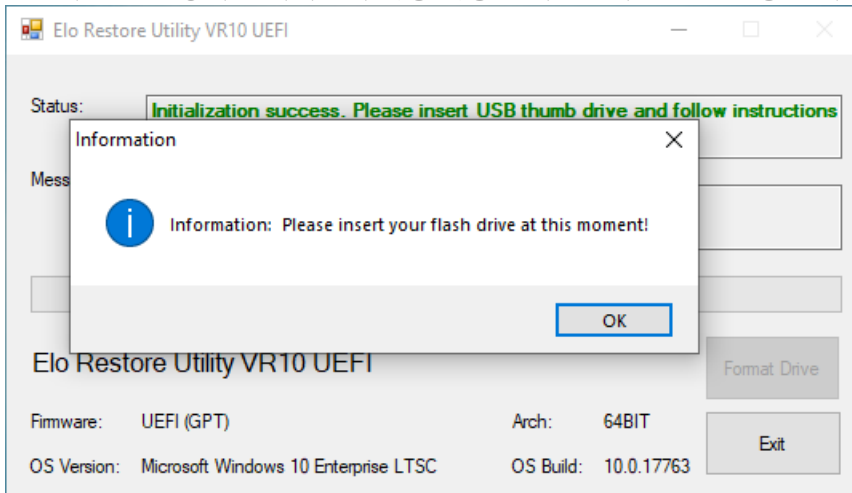 Elo Restore Utility VR10 UEFI
Status:
Initialization success. Please insert USB thumb drive and follow instructions
Information
Mess
Information: Please insert your flash drive at this moment!
OK
Elo Restore Utility VR10 UEFI
Format Drive
Firmware: UEFI (GPT) Arch: 64BIT
Exit
OS Version: Microsoft Windows 10 Enterprise LTSC OS Build: 10.0.17763